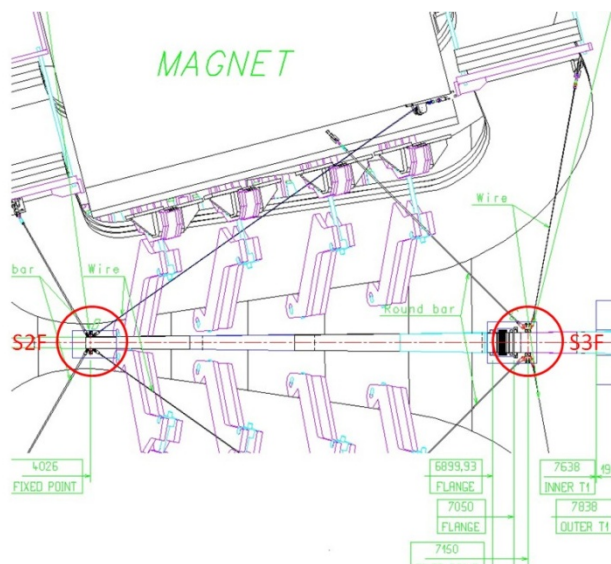 MAGNET
Wire
bar
Wire
Round bar
S2F
S3F
4026
FIXED POINT
6899,93
FLANGE
7638
INNER T1
19
7050
FLANGE
7838
OUTER T1
7150